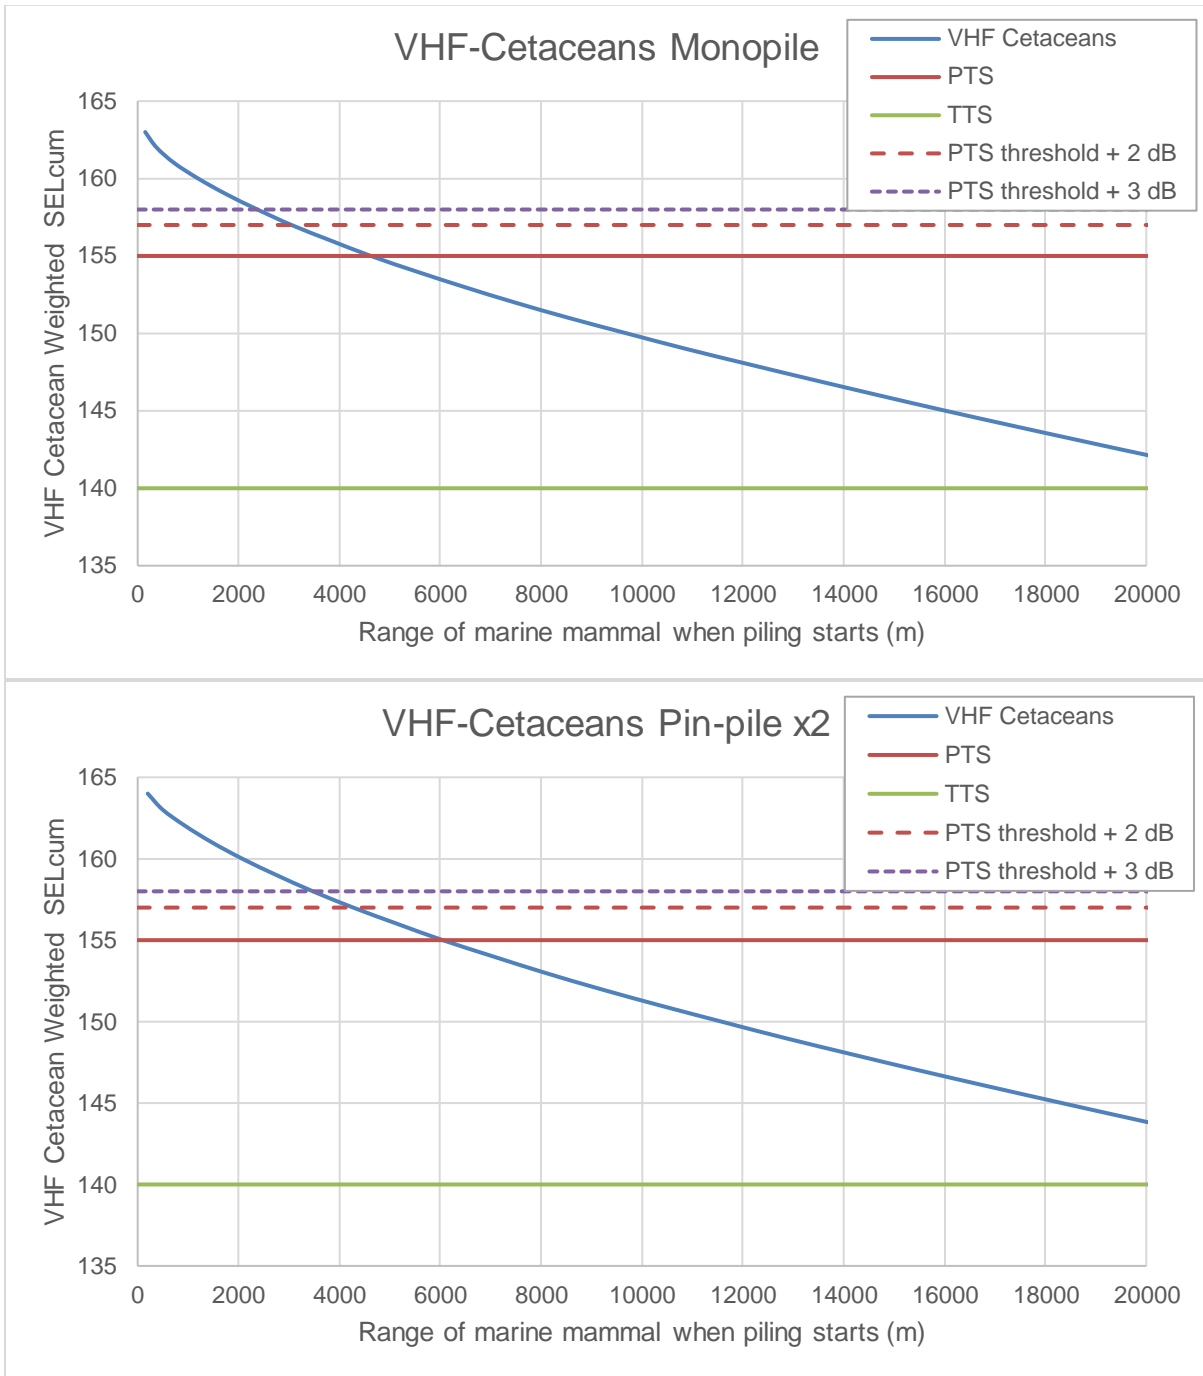 VHF-Cetaceans Monopile
VHF Cetaceans
PTS
TTS
PTS threshold + 2 dB
PTS threshold + 3 dB
VHF Cetacean Weighted SELcum
165
160
155
150
145
140
135
0 2000 4000 6000 8000 10000 12000 14000 16000 18000 20000
Range of marine mammal when piling starts (m)
VHF-Cetaceans Pin-pile x2
VHF Cetaceans
PTS
TTS
PTS threshold + 2 dB
PTS threshold + 3 dB
VHF Cetacean Weighted SELcum
165
160
155
150
145
140
135
0 2000 4000 6000 8000 10000 12000 14000 16000 18000 20000
Range of marine mammal when piling starts (m)